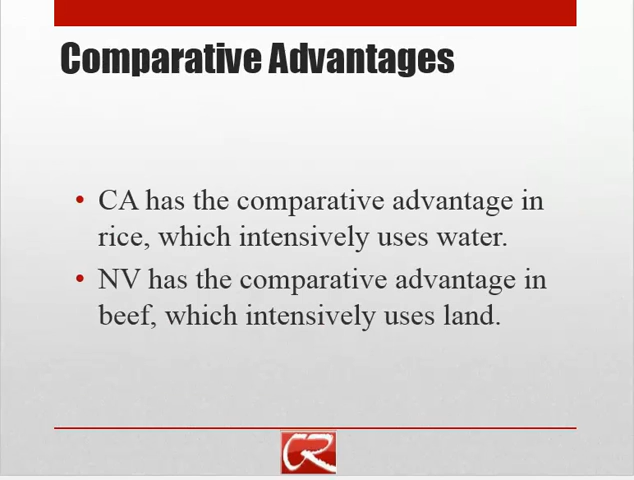 Comparative Advantages
• CA has the comparative advantage in
rice, which intensively uses water.
• NV has the comparative advantage in
beef, which intensively uses land.
CR